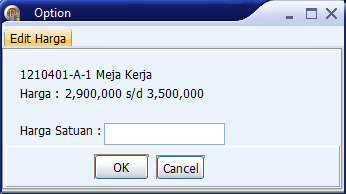 Option
Edit Harga
1210401-A-1 Meja Kerja
Harga : 2,900,000 s/d 3,500,000
Harga Satuan :
OK Cancel